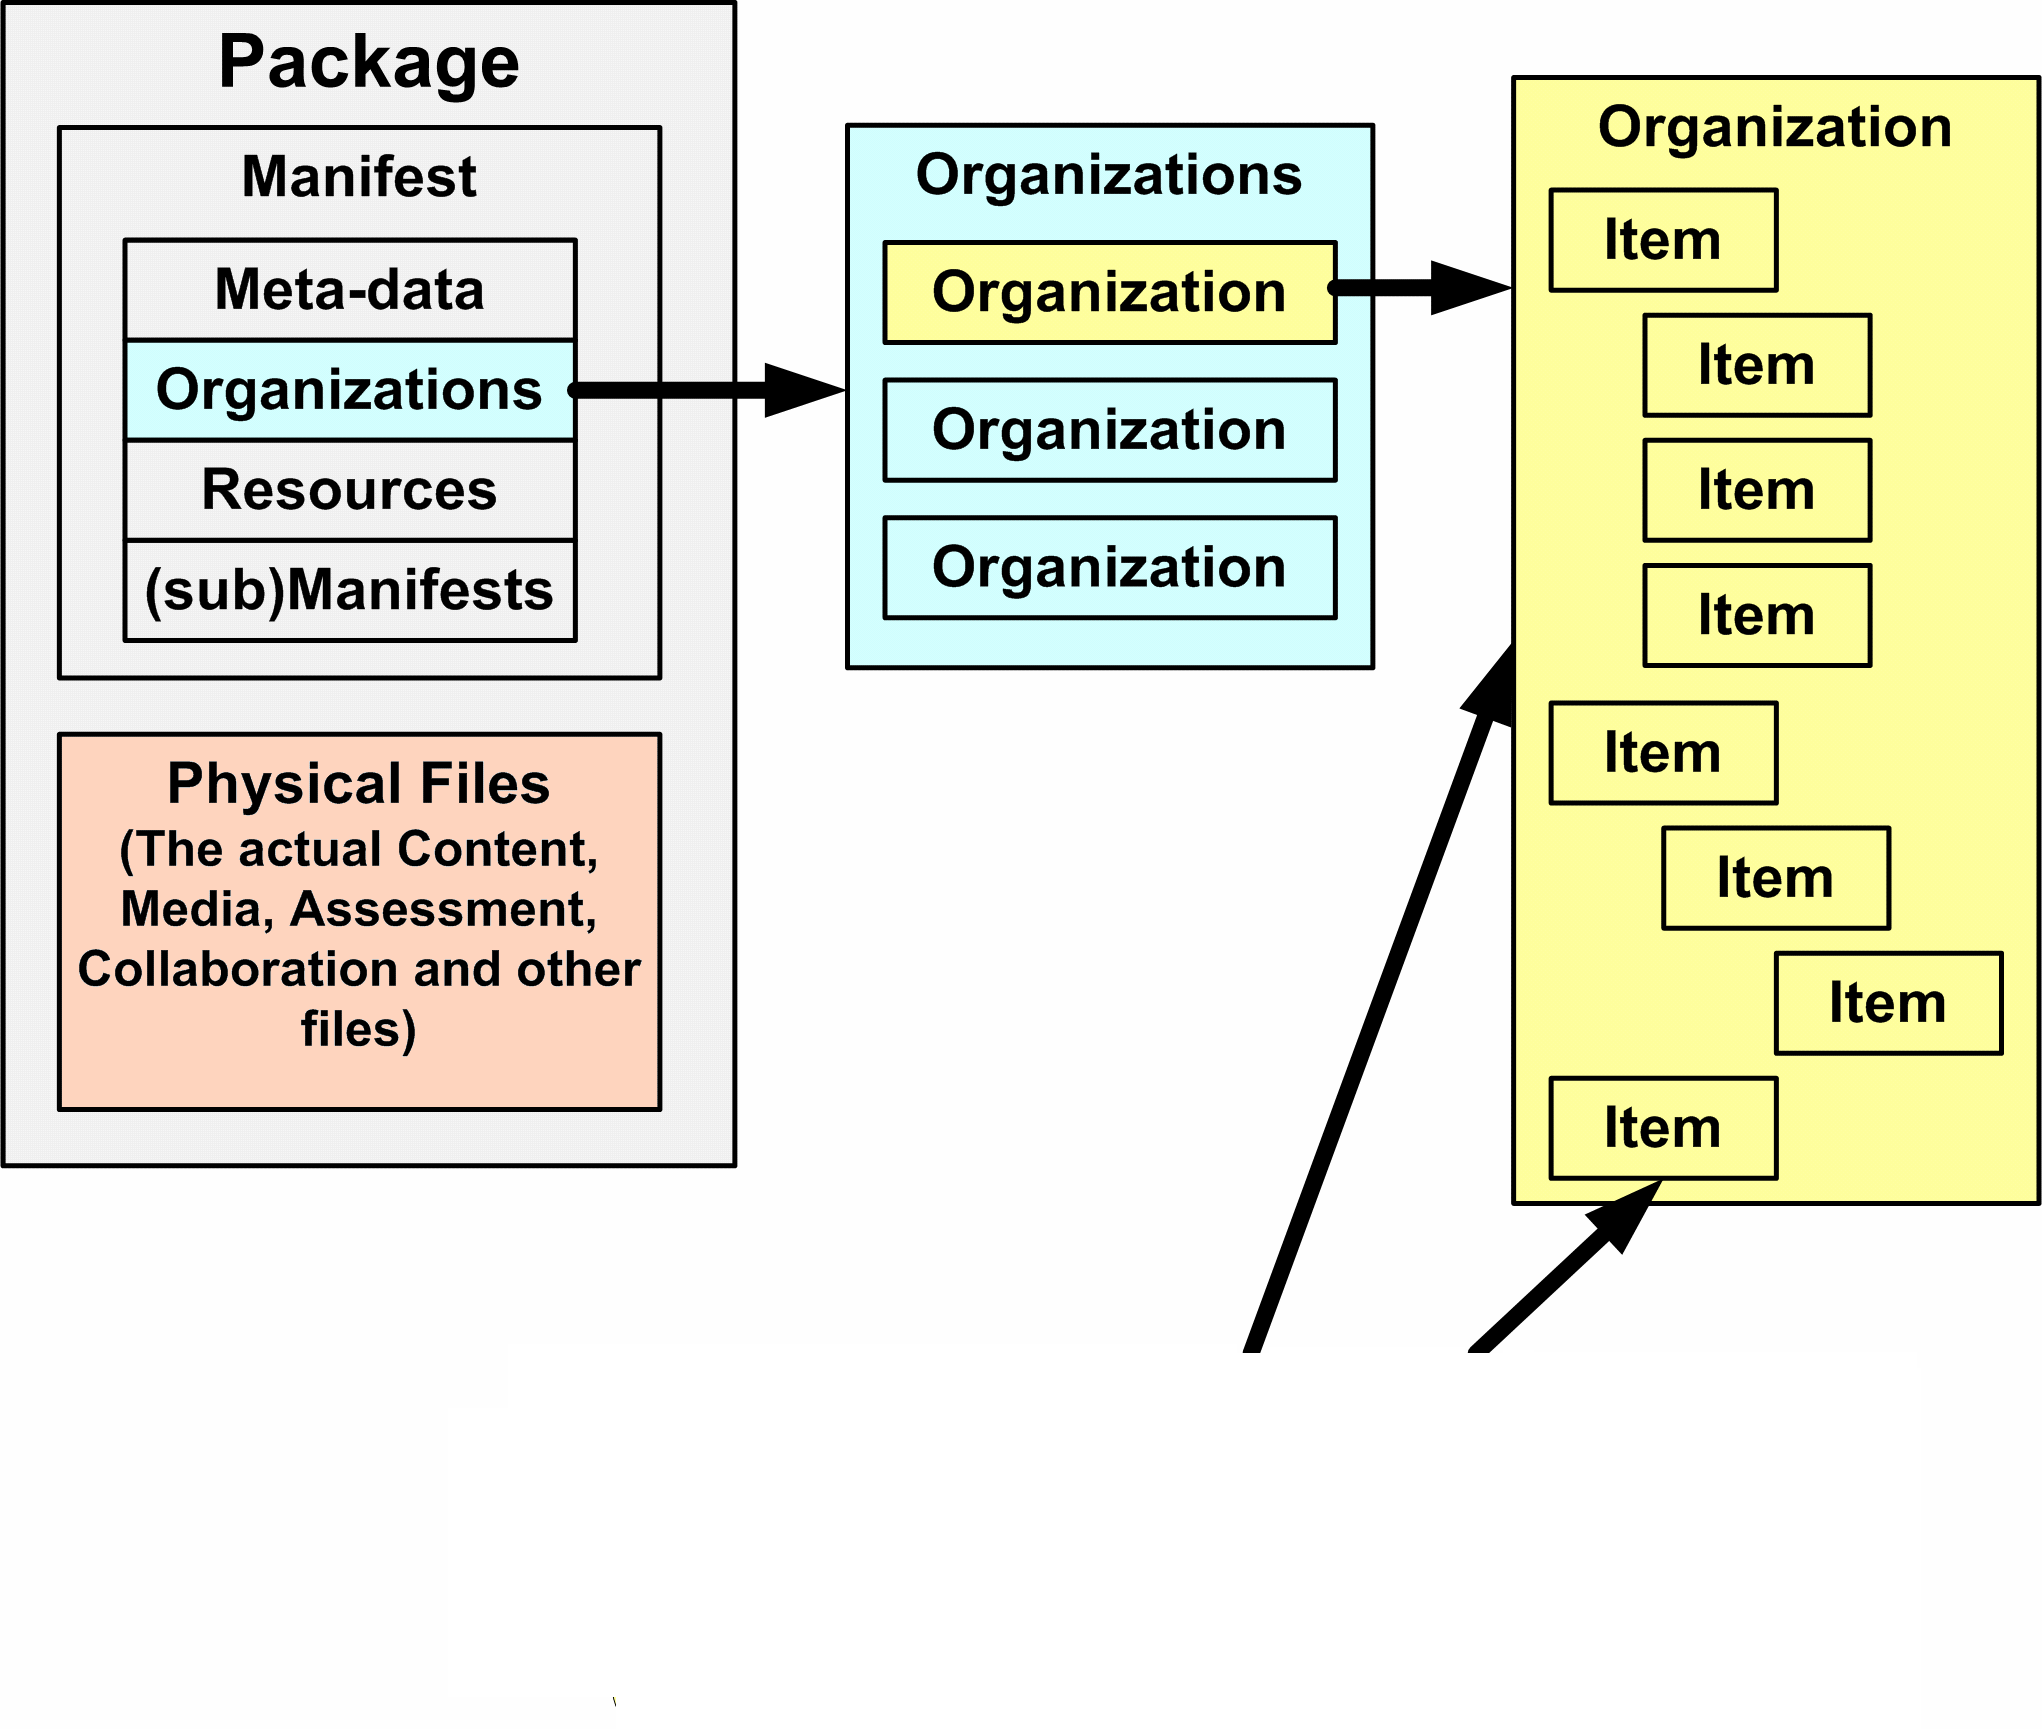 Package
Manifest
Meta-data
Organizations
Resources
(sub)Manifests
Physical Files
(The actual Content,
Media, Assessment,
Collaboration and other
files)
Organizations
Organization
Organization
Organization
Organization
Item
Item
Item
Item
Item
Item
Item
Item